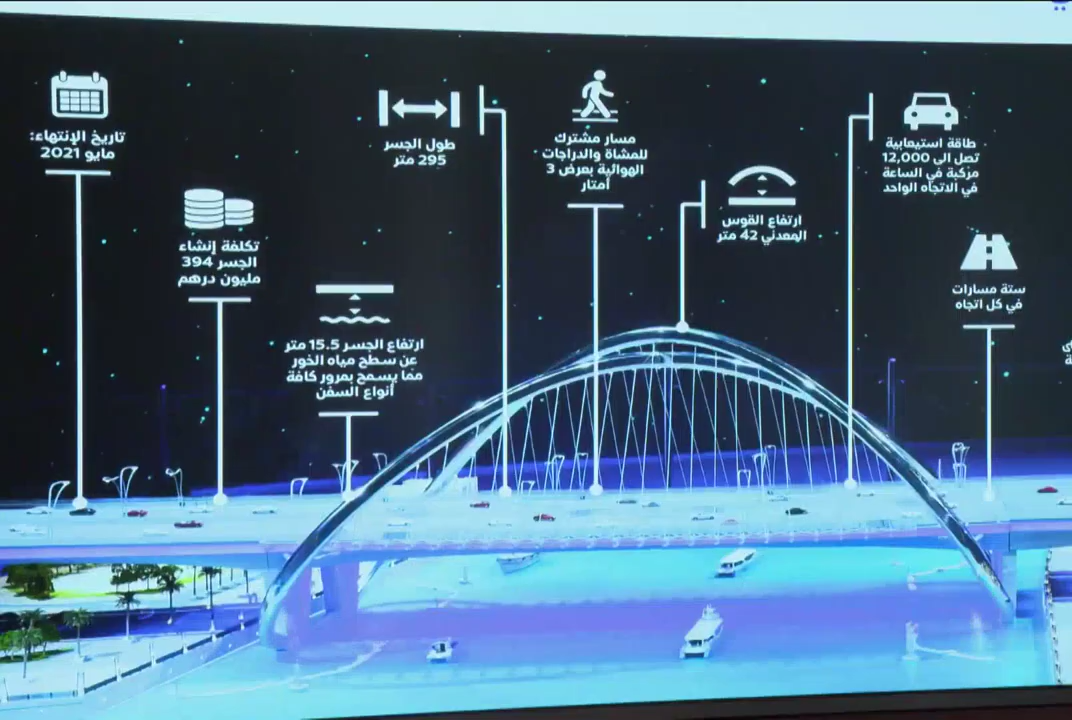 طاقة استيعابية
تصل الى 12,000
مركبة في الساعة
في الاتجاه الواحد
ستة مسارات
في كل اتجاه
ارتفاع القوس
المعدني 42 متر
مسار مشترك
للمشاة والدراجات
الهوائية بعرض 3
أمتار
طول الجسر
295 متر
ارتفاع الجسر 15.5 متر
عن سطح مياه الخور
مما يسمح بمرور كافة
أنواع السفن
تكلفة إنشاء
الجسر 394
مليون درهم
تاريخ الإنتهاء:
مايو 2021